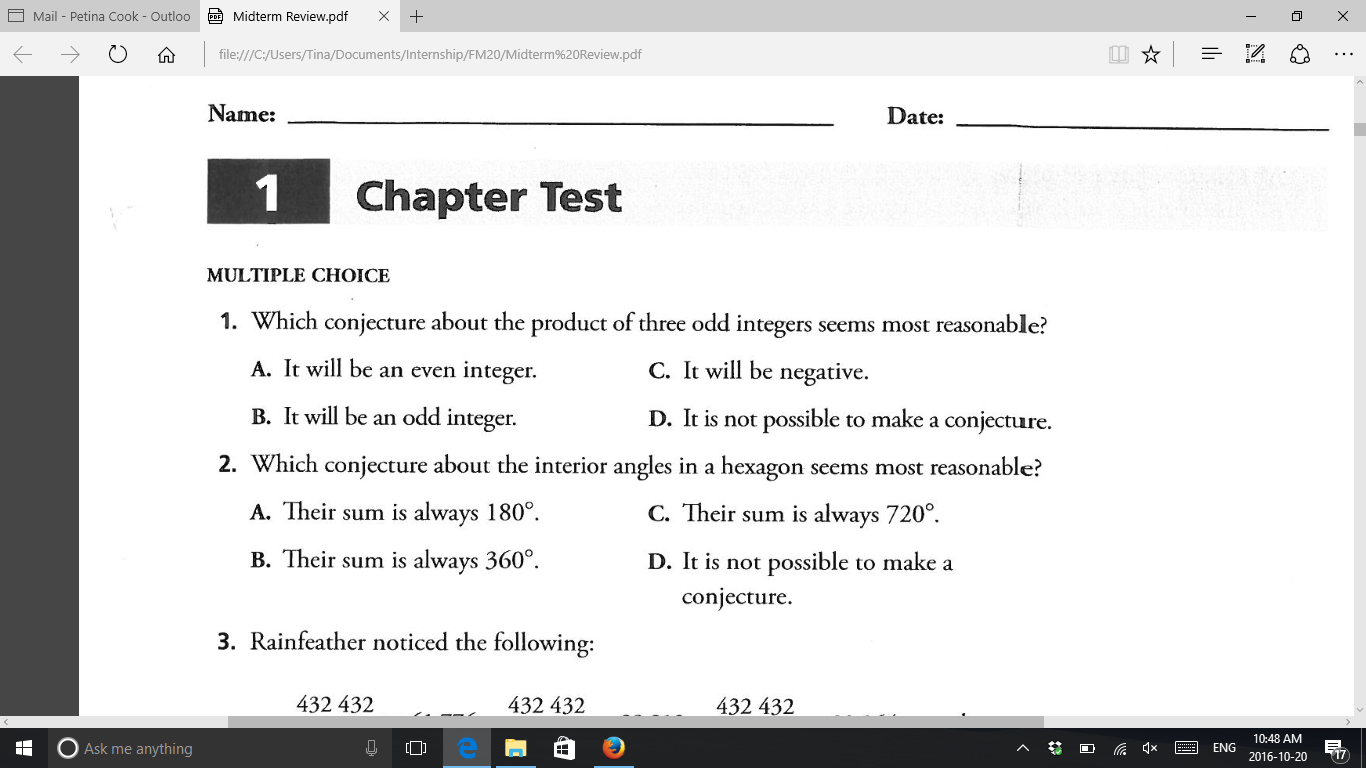 Mail - Petina Cook - Outloo
Midterm Review.pdf
file:///C:/Users/Tina/Documents/Internship/FM20/Midterm%20Review.pdf
Name: Date:
1 Chapter Test
MULTIPLE CHOICE
1. Which conjecture about the product of three odd integers seems most reasonable?
A. It will be an even integer. C. It will be negative.
B. It will be an odd integer. D. It is not possible to make a conjecture.
2. Which conjecture about the interior angles in a hexagon seems most reasonable?
A. Their sum is always 180°. C. Their sum is always 720°.
B. Their sum is always 360°. D. It is not possible to make a
conjecture.
3. Rainfeather noticed the following:
432 432 432 432 432 432
Ask me anything
ENG
10:48 AM
2016-10-20
17